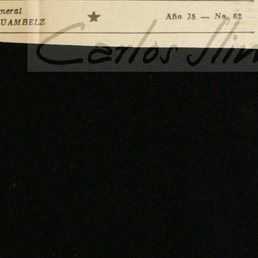 neral
UAMBELZ
★
Año 35 — No. 62
Carlos Slim